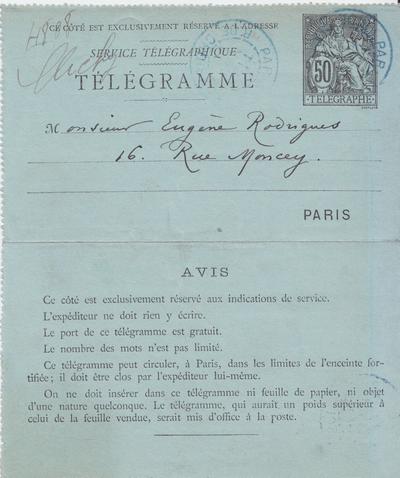 CE CÔTÉ EST EXCLUSIVEMENT RÉSERVÉ A L'ADRESSE
SERVICE TÉLÉGRAPHIQUE
TÉLÉGRAMME
50
TÉLÉGRAPHE
Monsieur Eugène Rodrigues
16. Rue Moncey.
PARIS
AVIS
Ce côté est exclusivement réservé aux indications de service.
L'expéditeur ne doit rien y écrire.
Le port de ce télégramme est gratuit.
Le nombre des mots n'est pas limité.
Ce télégramme peut circuler, à Paris, dans les limites de l'enceinte for-
tifiée; il doit être clos par l'expéditeur lui-même.
On ne doit insérer dans ce télégramme ni feuille de papier, ni objet
d'une nature quelconque. Le télégramme, qui aurait un poids supérieur à
celui de la feuille vendue, serait mis d'office à la poste.